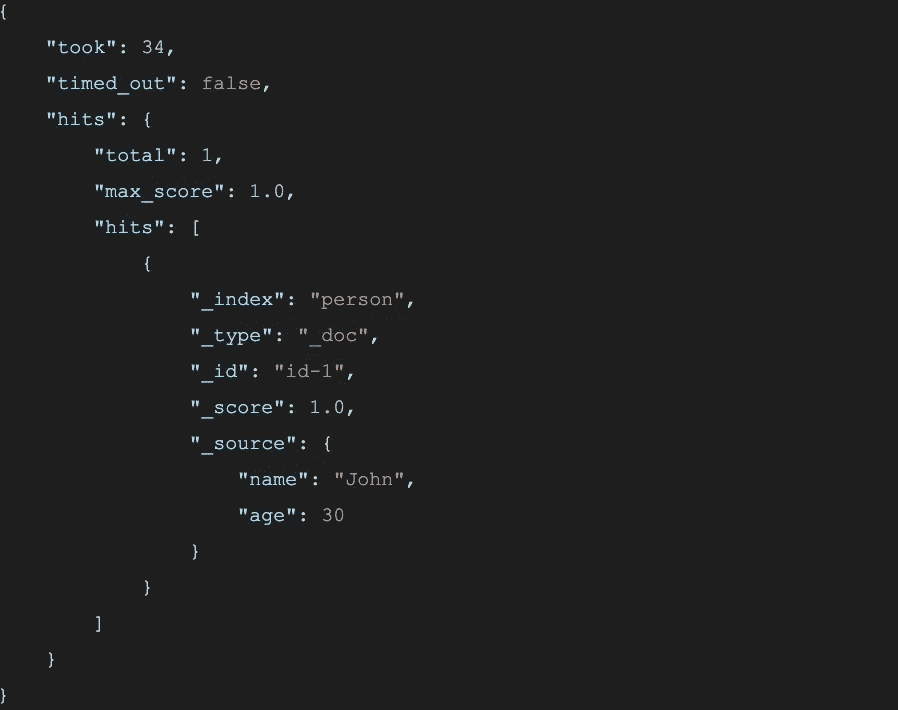 {
    "took": 34,
    "timed_out": false,
    "hits": {
        "total": 1,
        "max_score": 1.0,
        "hits": [
            {
                "_index": "person",
                "_type": "_doc",
                "_id": "id-1",
                "_score": 1.0,
                "_source": {
                    "name": "John",
                    "age": 30
                }
            }
        ]
    }
}